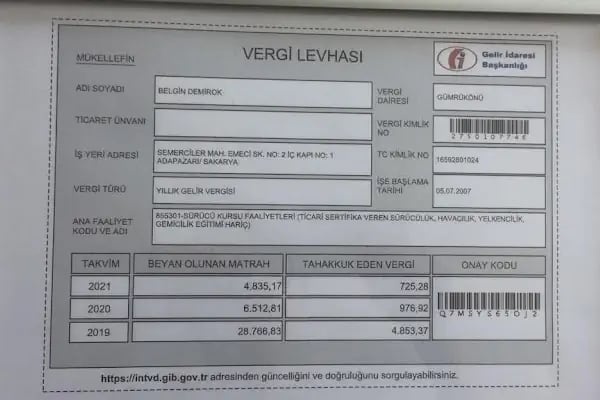 MÜKELLEFİN
VERGİ LEVHASI
Gelir İdaresi
Başkanlığı
ADI SOYADI
BELGİN DEMİROK
VERGİ
DAİRESİ
GÜMRÜKÖNÜ
TİCARET ÜNVANI
VERGİ KİMLİK
NO
2750107746
İŞ YERİ ADRESİ
SEMERCİLER MAH. EMECİ SK. NO: 2 İÇ KAPI NO: 1
ADAPAZARI/ SAKARYA
TC KİMLİK NO
16592801024
VERGİ TÜRÜ
YILLIK GELİR VERGİSİ
İŞE BAŞLAMA
TARİHİ
05.07.2007
ANA FAALİYET
KODU VE ADI
855301-SÜRÜCÜ KURSU FAALİYETLERİ (TİCARİ SERTİFİKA VEREN SÜRÜCÜLÜK, HAVACILIK, YELKENCİLİK,
GEMİCİLİK EĞİTİMİ HARİÇ)
TAKVİM BEYAN OLUNAN MATRAH TAHAKKUK EDEN VERGİ ONAY KODU
2021 4.835,17 725,28
2020 6.512,81 976,92
2019 28.766,83 4.853,37
Q7MSYS65OJ2
https://intvd.gib.gov.tr adresinden güncelliğini ve doğruluğunu sorgulayabilirsiniz.